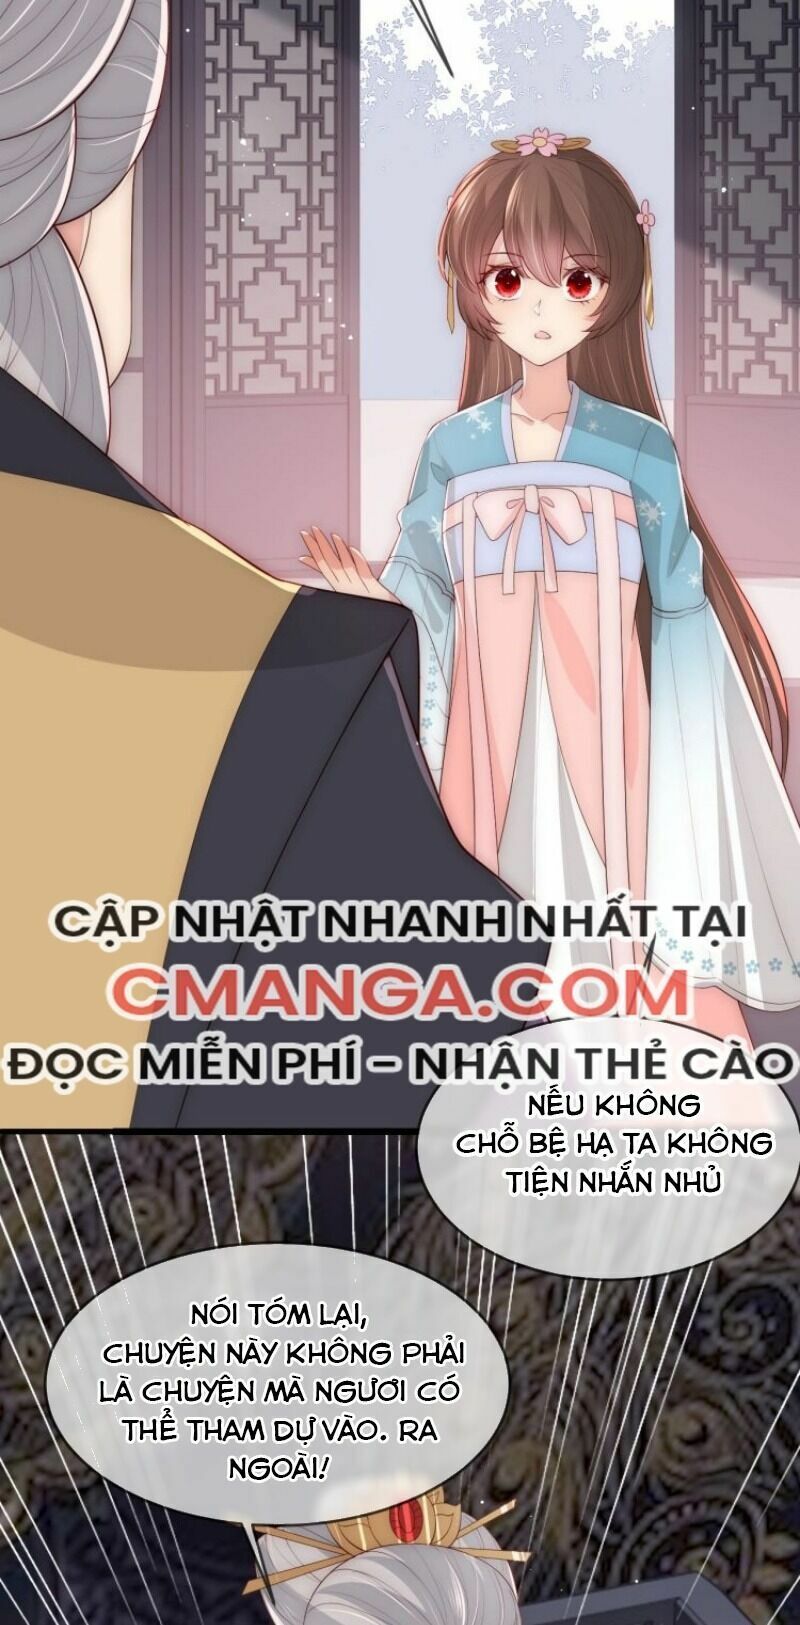 CẬP NHẬT NHANH NHẤT TẠI
CMANGA.COM
ĐỌC MIỄN PHÍ - NHẬN THẺ CÀO
NẾU KHÔNG
CHỖ BỆ HẠ TA KHÔNG
TIỆN NHẮN NHỦ
NÓI TÓM LẠI,
CHUYỆN NÀY KHÔNG PHẢI
LÀ CHUYỆN MÀ NGƯƠI CÓ
THỂ THAM DỰ VÀO. RA
NGOÀI!